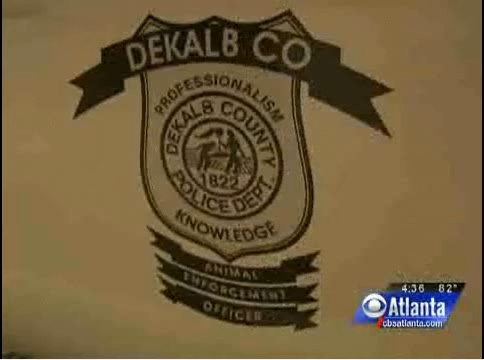 DEKALB CO
PROFESSIONALISM
DEKALB COUNTY
1822
POLICE DEPT.
KNOWLEDGE
ANIMAL
ENFORCEMENT
OFFICER
4:36 82°
Atlanta
cbsatlanta.com